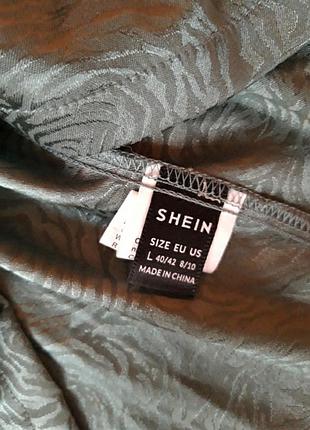 SHEIN
SIZE EU US
L 40/42 8/10
MADE IN CHINA